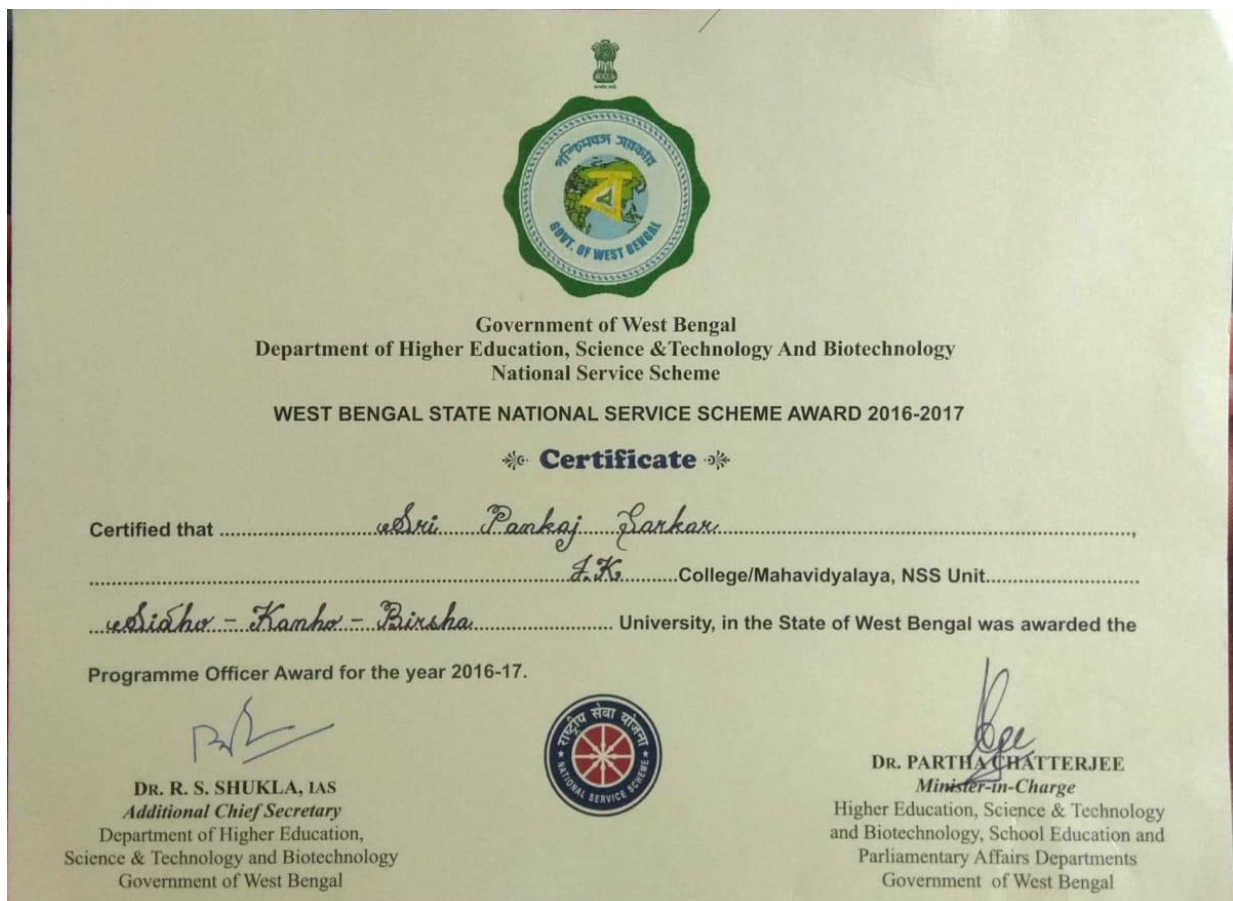 পশ্চিমবঙ্গ সরকার
GOVT. OF WEST BENGAL
Government of West Bengal
Department of Higher Education, Science &Technology And Biotechnology
National Service Scheme
WEST BENGAL STATE NATIONAL SERVICE SCHEME AWARD 2016-2017
Certificate
Certified that Sri Pankaj Sarkar,
J.K College/Mahavidyalaya, NSS Unit
Sidho - Kanho - Birsha University, in the State of West Bengal was awarded the
Programme Officer Award for the year 2016-17.
राष्ट्रीय सेवा योजना
NATIONAL SERVICE SCHEME
DR. R. S. SHUKLA, IAS
Additional Chief Secretary
Department of Higher Education,
Science & Technology and Biotechnology
Government of West Bengal
DR. PARTHA CHATTERJEE
Minister-in-Charge
Higher Education, Science & Technology
and Biotechnology, School Education and
Parliamentary Affairs Departments
Government of West Bengal